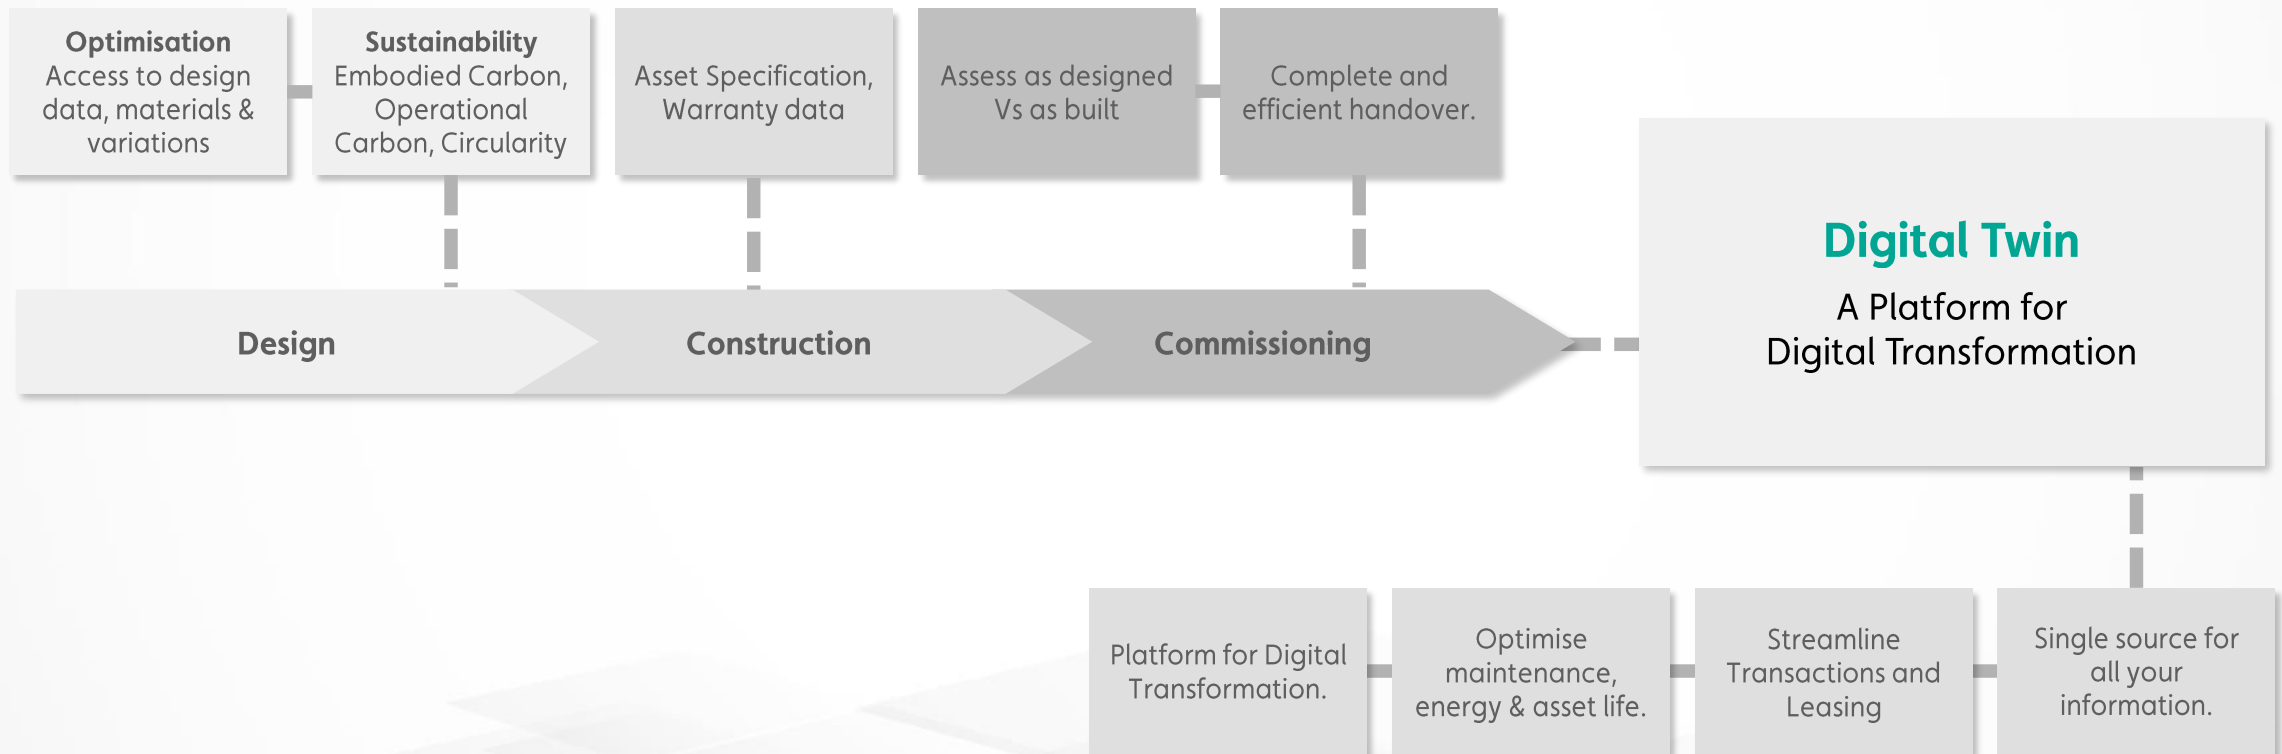 Optimisation
Access to design
data, materials &
variations
Sustainability
Embodied Carbon,
Operational
Carbon, Circularity
Asset Specification,
Warranty data
Assess as designed
Vs as built
Complete and
efficient handover.
Design
Construction
Commissioning
Digital Twin
A Platform for
Digital Transformation
Platform for Digital
Transformation.
Optimise
maintenance,
energy & asset life.
Streamline
Transactions and
Leasing
Single source for
all your
information.